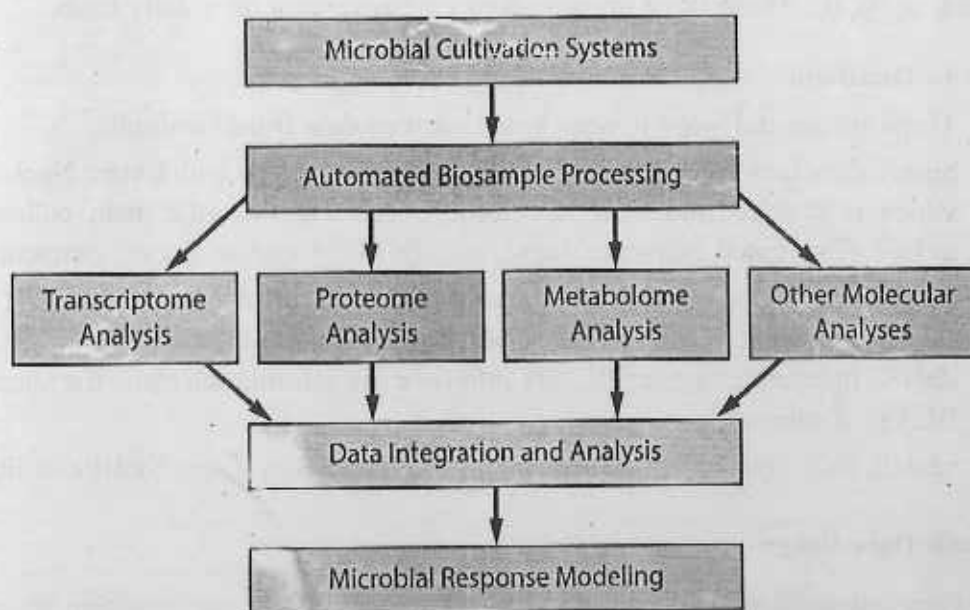 Microbial Cultivation Systems
Automated Biosample Processing
Transcriptome
Analysis
Proteome
Analysis
Metabolome
Analysis
Other Molecular
Analyses
Data Integration and Analysis
Microbial Response Modeling